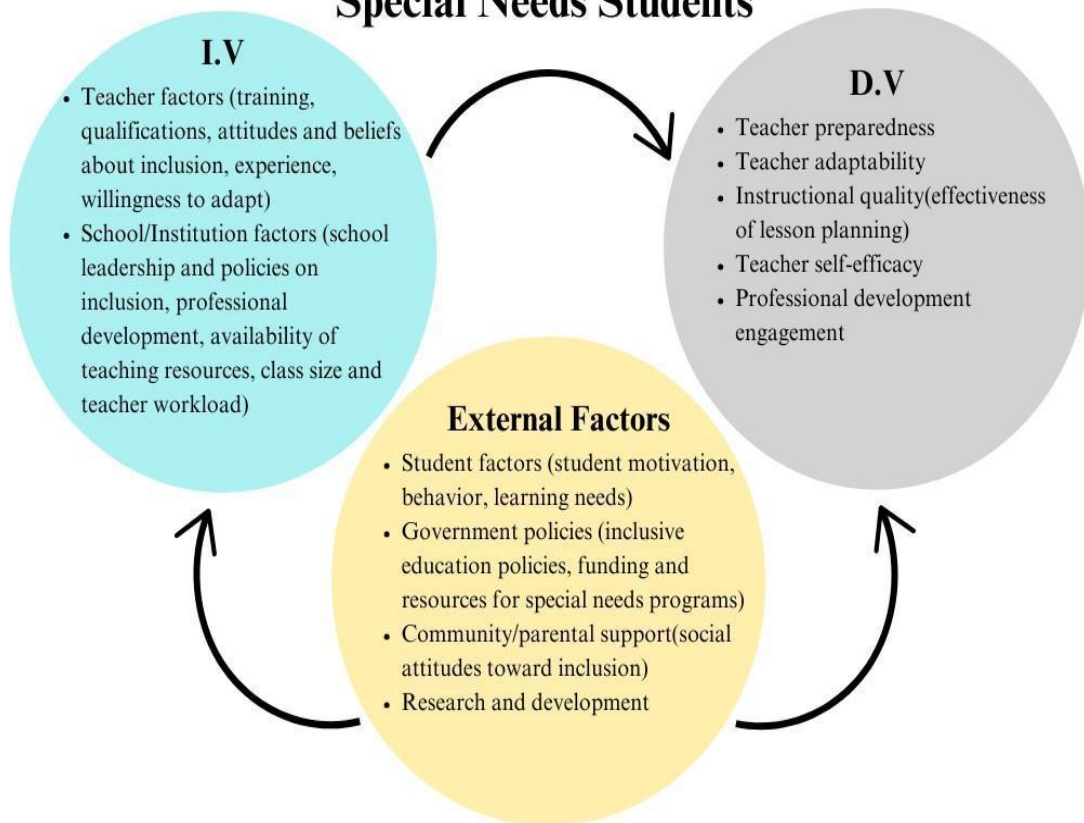 Special Needs Students
I.V
• Teacher factors (training,
qualifications, attitudes and beliefs
about inclusion, experience,
willingness to adapt)
• School/Institution factors (school
leadership and policies on
inclusion, professional
development, availability of
teaching resources, class size and
teacher workload)
D.V
• Teacher preparedness
• Teacher adaptability
• Instructional quality(effectiveness
of lesson planning)
• Teacher self-efficacy
• Professional development
engagement
External Factors
• Student factors (student motivation,
behavior, learning needs)
• Government policies (inclusive
education policies, funding and
resources for special needs programs)
• Community/parental support(social
attitudes toward inclusion)
• Research and development